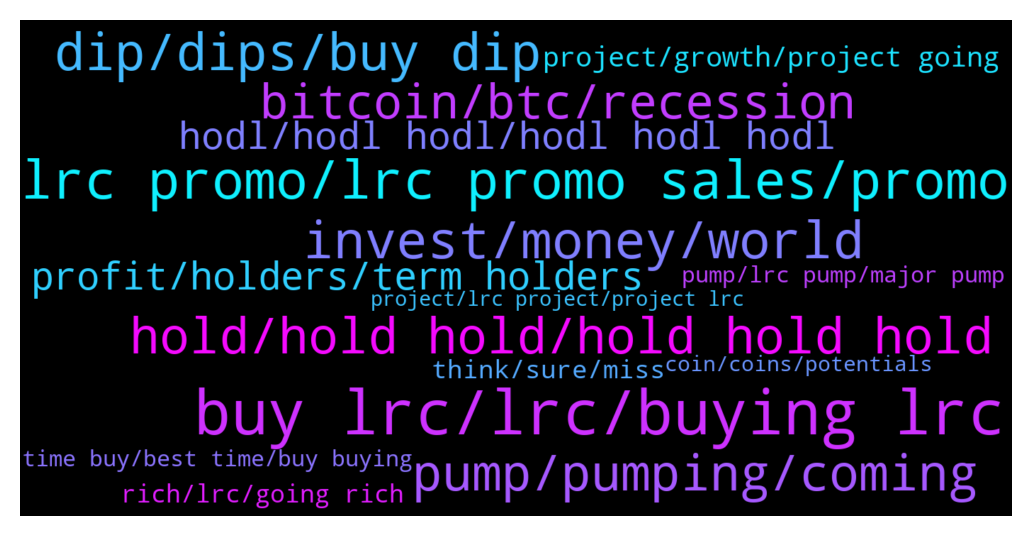 dip/dips/buy dip
project/growth/project going
bitcoin/btc/recession
hodl/hodl hodl/hodl hodl hodl
lrc promo/lrc promo sales/promo
invest/money/world
profit/holders/term holders
pump/lrc pump/major pump
project/lrc project/project lrc
hold/hold hold/hold hold hold
think/sure/miss
coin/coins/potentials
buy lrc/lrc/buying lrc
time buy/best time/buy buying
pump/pumping/coming
rich/lrc/going rich